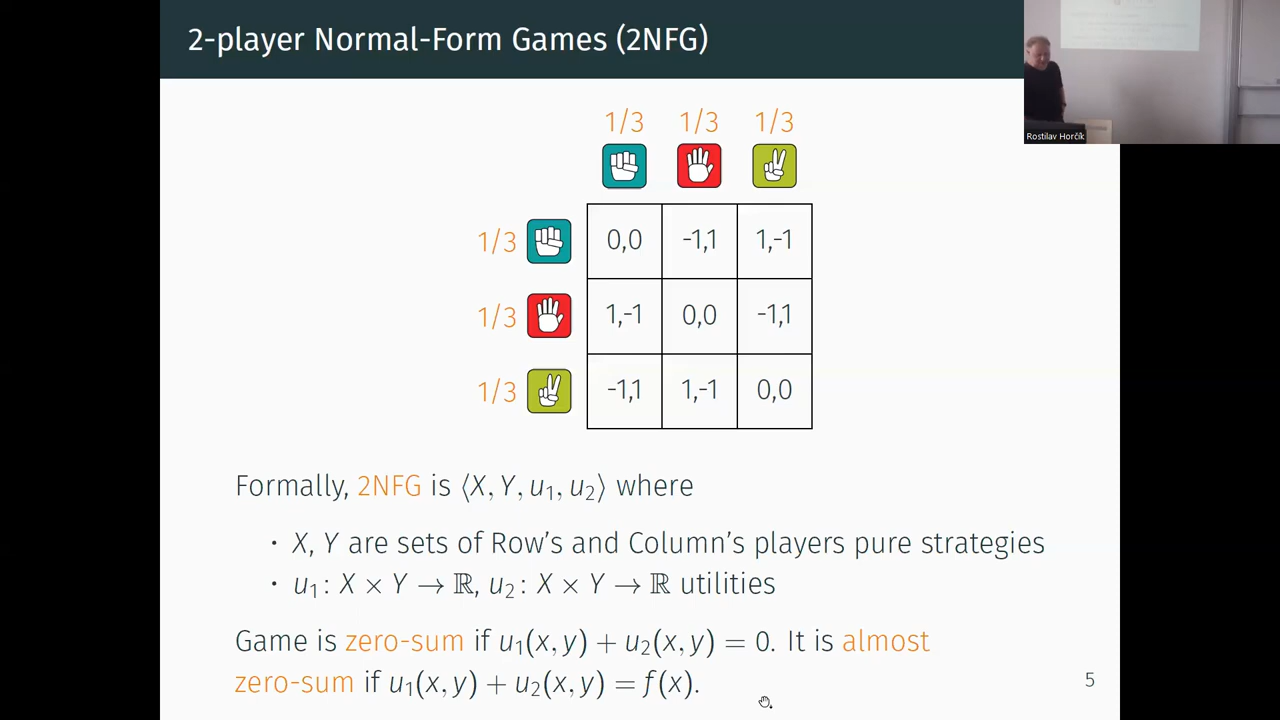 2-player Normal-Form Games (2NFG)
Rostilav Horčík
1/3 1/3 1/3
1/3 0,0 -1,1 1,-1
1/3 1,-1 0,0 -1,1
1/3 -1,1 1,-1 0,0
Formally, 2NFG is ⟨X, Y, u₁, u₂⟩ where
· X, Y are sets of Row's and Column's players pure strategies
· u₁: X × Y → ℝ, u₂: X × Y → ℝ utilities
Game is zero-sum if u₁(x, y) + u₂(x, y) = 0. It is almost
zero-sum if u₁(x, y) + u₂(x, y) = f(x).
5